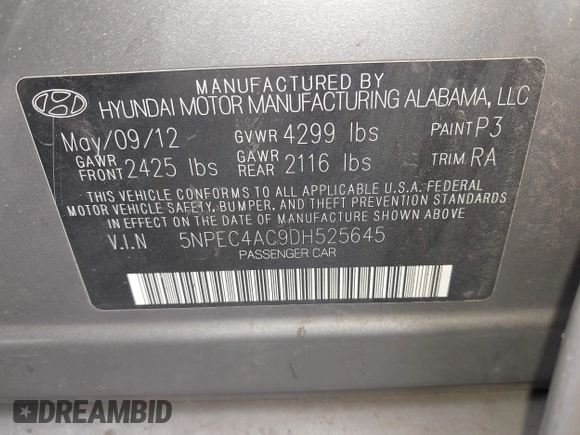 MANUFACTURED BY
HYUNDAI MOTOR MANUFACTURING ALABAMA, LLC
May/09/12 GVWR 4299 lbs PAINT P3
GAWR FRONT 2425 lbs GAWR REAR 2116 lbs TRIM RA
THIS VEHICLE CONFORMS TO ALL APPLICABLE U.S.A. FEDERAL
MOTOR VEHICLE SAFETY, BUMPER, AND THEFT PREVENTION STANDARDS
IN EFFECT ON THE DATE OF MANUFACTURE SHOWN ABOVE
V.I.N 5NPEC4AC9DH525645
PASSENGER CAR
DREAMBID